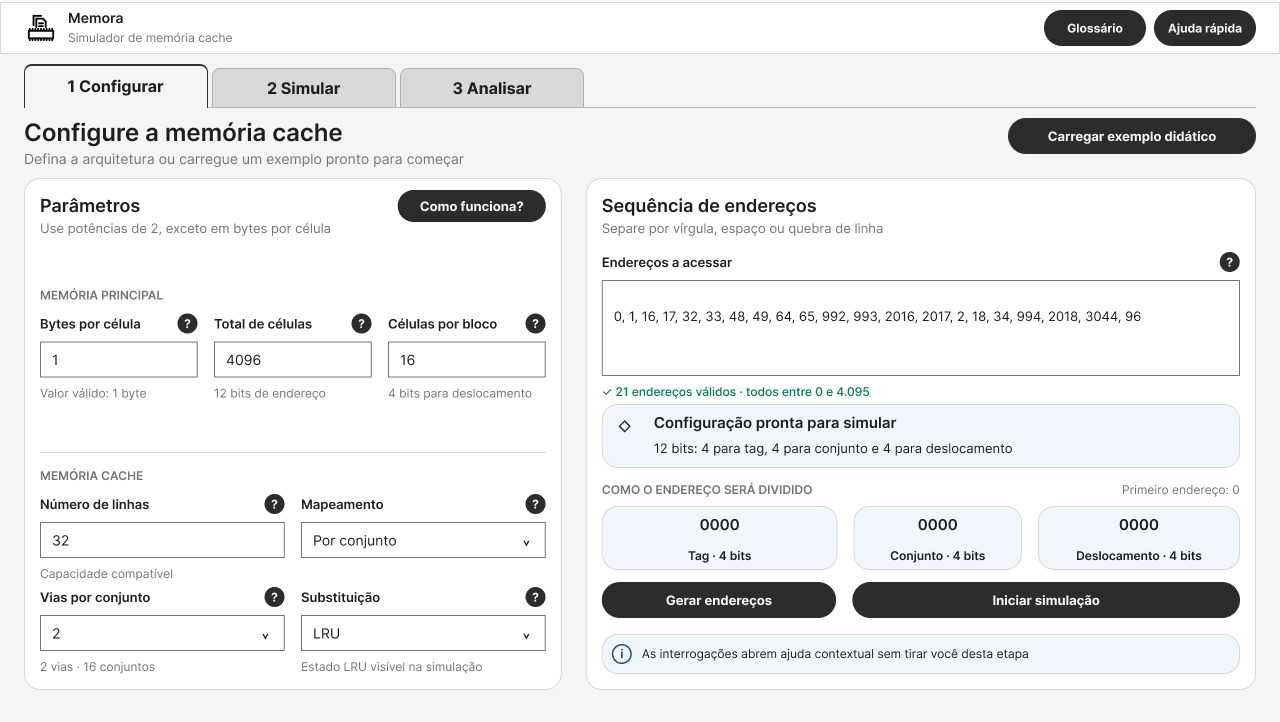 Memora
Simulador de memória cache
Glossário
Ajuda rápida
1 Configurar
2 Simular
3 Analisar
Configure a memória cache
Defina a arquitetura ou carregue um exemplo pronto para começar
Carregar exemplo didático
Parâmetros
Use potências de 2, exceto em bytes por célula
Como funciona?
MEMÓRIA PRINCIPAL
Bytes por célula ?
Total de células ?
Células por bloco ?
1
4096
16
Valor válido: 1 byte
12 bits de endereço
4 bits para deslocamento
MEMÓRIA CACHE
Número de linhas ?
Mapeamento ?
32
Por conjunto
Capacidade compatível
Vias por conjunto ?
Substituição ?
2
LRU
2 vias · 16 conjuntos
Estado LRU visível na simulação
Sequência de endereços
Separe por vírgula, espaço ou quebra de linha
Endereços a acessar ?
0, 1, 16, 17, 32, 33, 48, 49, 64, 65, 992, 993, 2016, 2017, 2, 18, 34, 994, 2018, 3044, 96
✓ 21 endereços válidos · todos entre 0 e 4.095
Configuração pronta para simular
12 bits: 4 para tag, 4 para conjunto e 4 para deslocamento
COMO O ENDEREÇO SERÁ DIVIDIDO
Primeiro endereço: 0
0000
Tag · 4 bits
0000
Conjunto · 4 bits
0000
Deslocamento · 4 bits
Gerar endereços
Iniciar simulação
As interrogações abrem ajuda contextual sem tirar você desta etapa